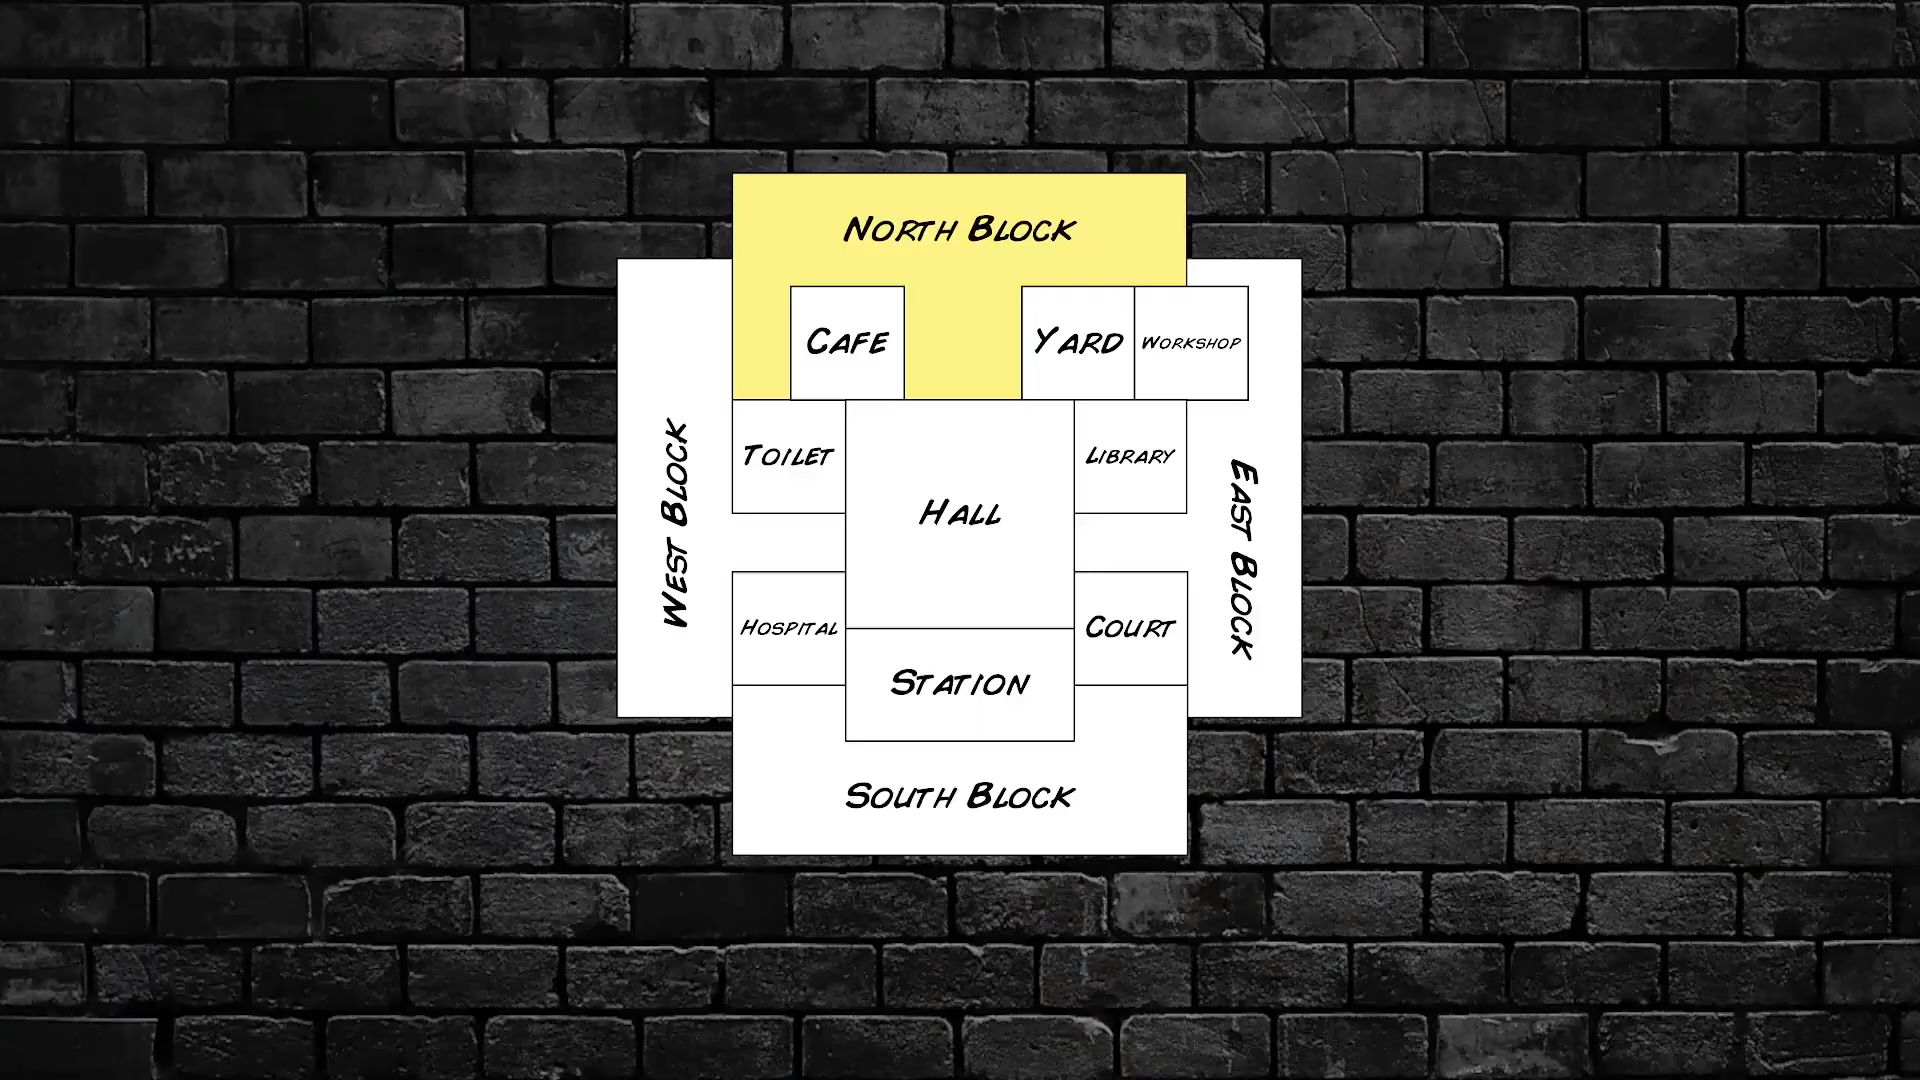 NORTH BLOCK
CAFE
YARD
WORKSHOP
TOILET
LIBRARY
WEST BLOCK
HALL
EAST BLOCK
HOSPITAL
COURT
STATION
SOUTH BLOCK